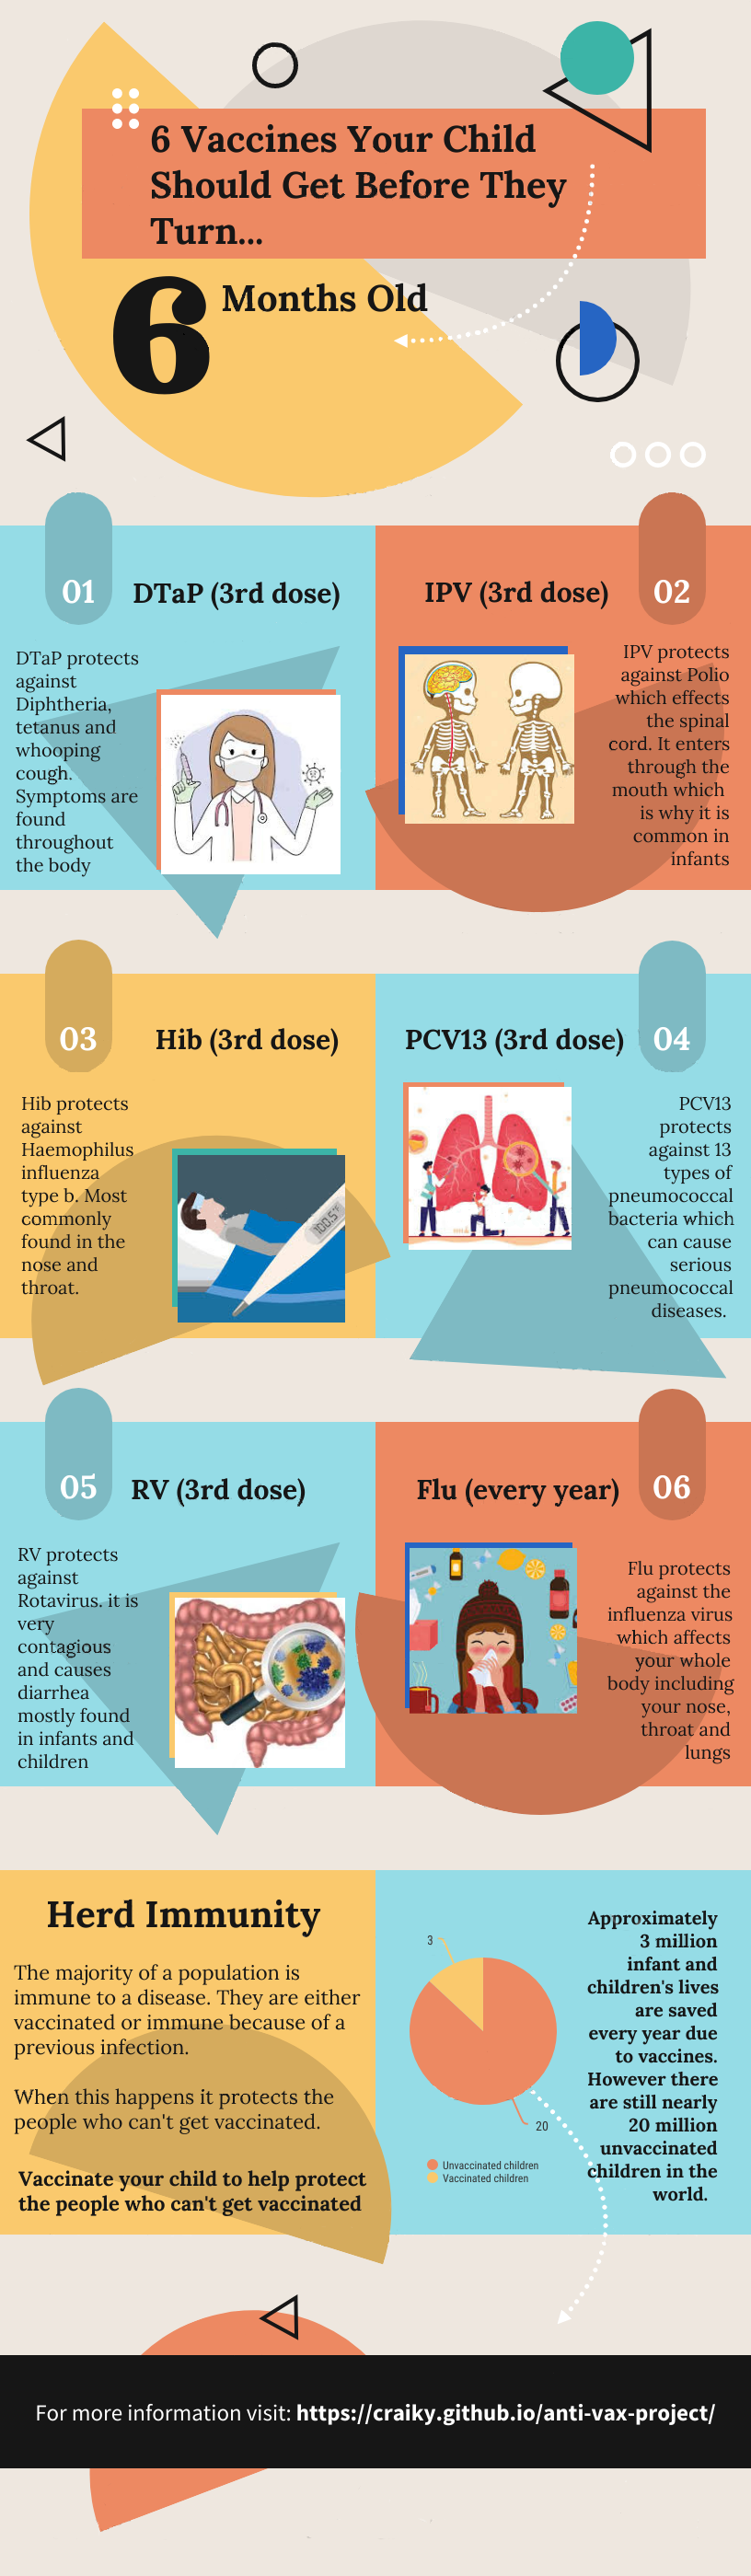 6 Vaccines Your Child
Should Get Before They
Turn...
6 Months Old
01
DTaP (3rd dose)
DTaP protects
against
Diphtheria,
tetanus and
whooping
cough.
Symptoms are
found
throughout
the body
IPV (3rd dose)
02
IPV protects
against Polio
which effects
the spinal
cord. It enters
through the
mouth which
is why it is
common in
infants
03
Hib (3rd dose)
Hib protects
against
Haemophilus
influenza
type b. Most
commonly
found in the
nose and
throat.
100.5°F
PCV13 (3rd dose)
04
PCV13
protects
against 13
types of
pneumococcal
bacteria which
can cause
serious
pneumococcal
diseases.
05
RV (3rd dose)
RV protects
against
Rotavirus. it is
very
contagious
and causes
diarrhea
mostly found
in infants and
children
Flu (every year)
06
Flu protects
against the
influenza virus
which affects
your whole
body including
your nose,
throat and
lungs
Herd Immunity
The majority of a population is
immune to a disease. They are either
vaccinated or immune because of a
previous infection.
When this happens it protects the
people who can't get vaccinated.
Vaccinate your child to help protect
the people who can't get vaccinated
3
20
Unvaccinated children
Vaccinated children
Approximately
3 million
infant and
children's lives
are saved
every year due
to vaccines.
However there
are still nearly
20 million
unvaccinated
children in the
world.
For more information visit: https://craiky.github.io/anti-vax-project/